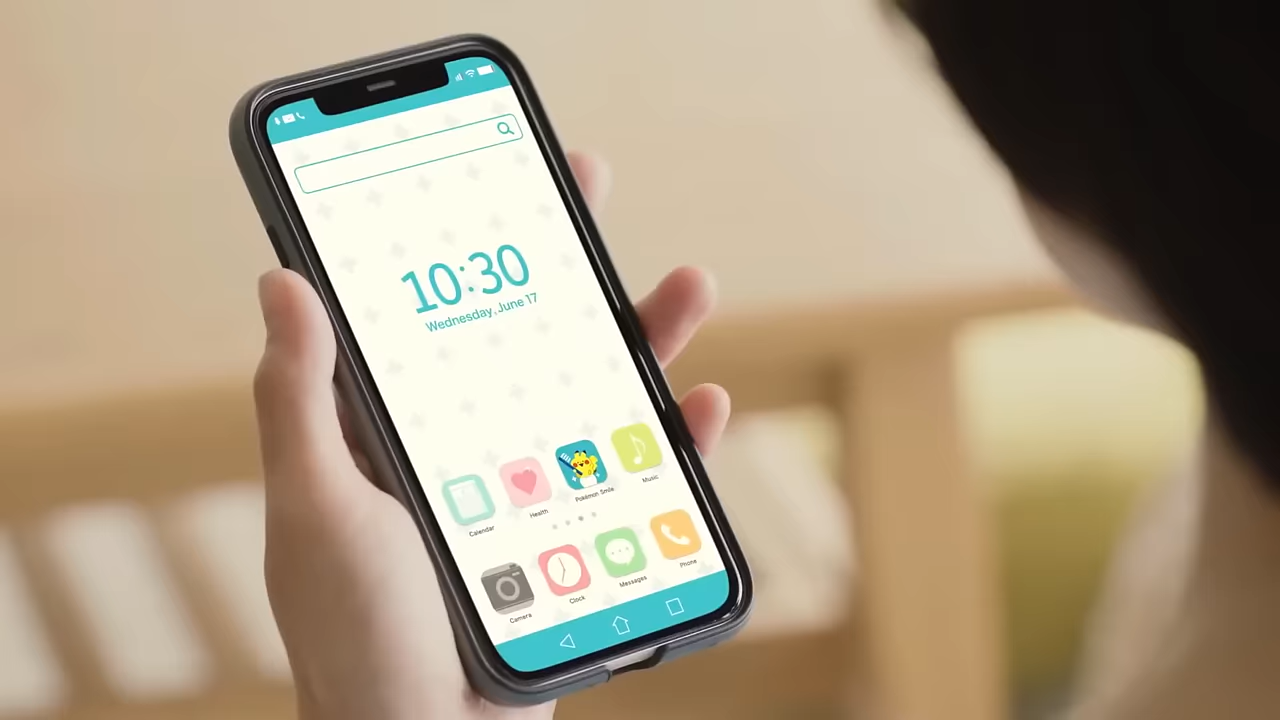 10:30
Wednesday, June 17
Calendar
Health
Pokémon Smile
Music
Camera
Clock
Messages
Phone